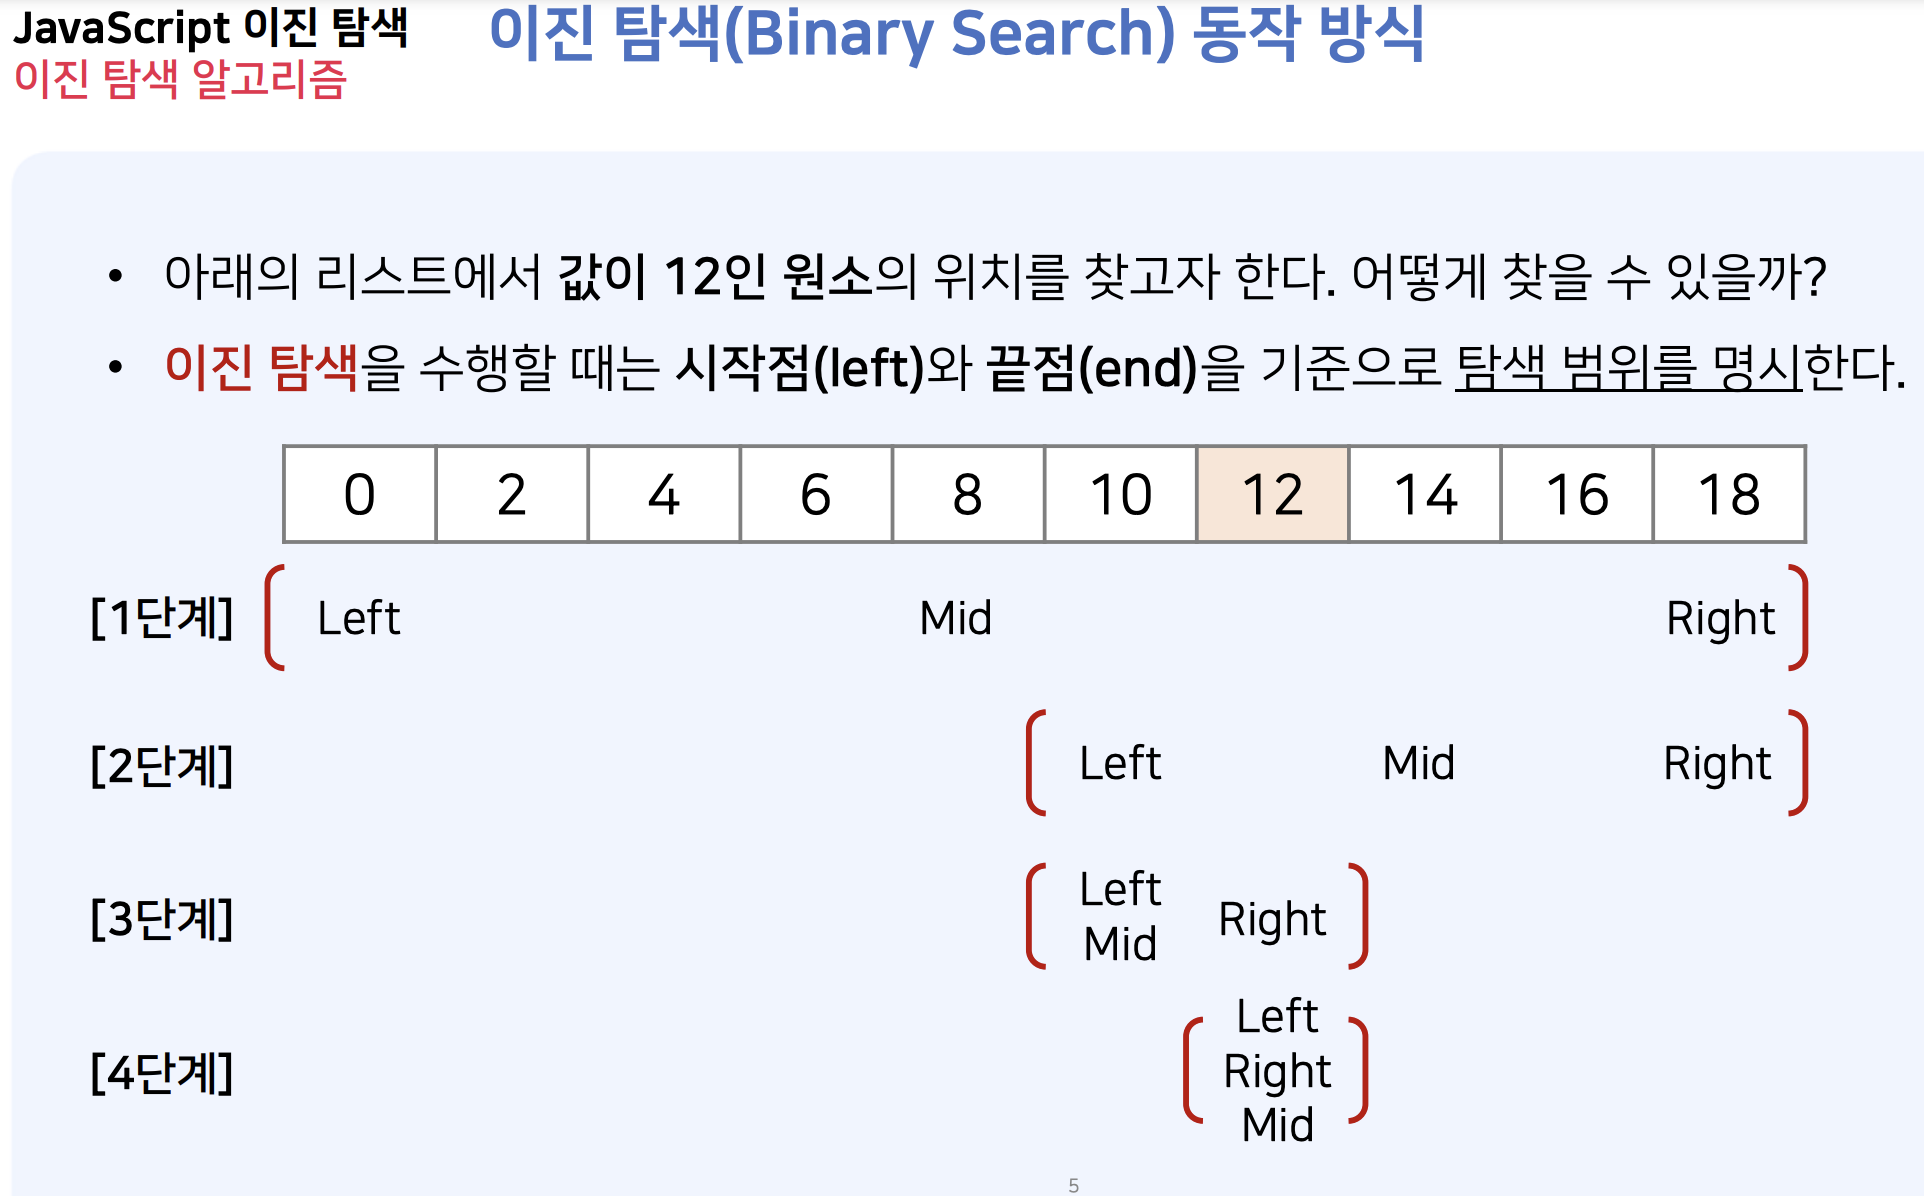 JavaScript 이진 탐색
이진 탐색 알고리즘
이진 탐색(Binary Search) 동작 방식
• 아래의 리스트에서 값이 12인 원소의 위치를 찾고자 한다. 어떻게 찾을 수 있을까?
• 이진 탐색을 수행할 때는 시작점(left)와 끝점(end)을 기준으로 탐색 범위를 명시한다.
0 2 4 6 8 10 12 14 16 18
[1단계] Left Mid Right
[2단계] Left Mid Right
[3단계] Left Mid Right
[4단계] Left Right Mid
5